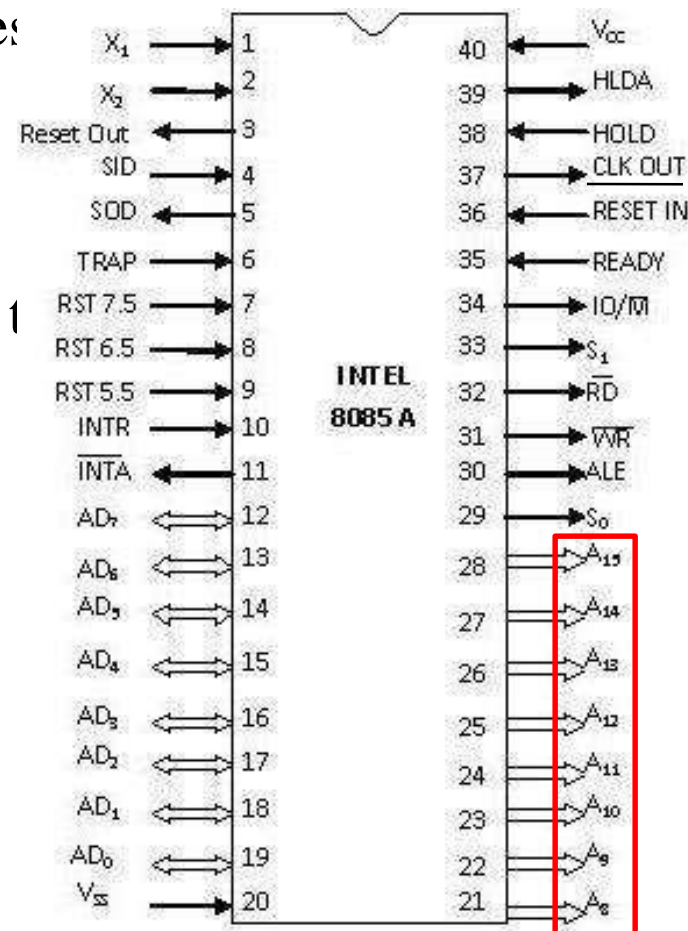 es
X₁ 1 40 Vcc
X₂ 2 39 HLDA
Reset Out 3 38 HOLD
SID 4 37 CLK OUT
SOD 5 36 RESET IN
TRAP 6 35 READY
t
RST 7.5 7 34 IO/M̅
RST 6.5 8 33 S₁
INTEL
RST 5.5 9 32 R̅D̅
8085 A
INTR 10 31 W̅R̅
I̅N̅T̅A̅ 11 30 ALE
AD₇ 12 29 S₀
AD₆ 13 28 A₁₅
AD₅ 14 27 A₁₄
AD₄ 15 26 A₁₃
AD₃ 16 25 A₁₂
AD₂ 17 24 A₁₁
AD₁ 18 23 A₁₀
AD₀ 19 22 A₉
Vss 20 21 A₈